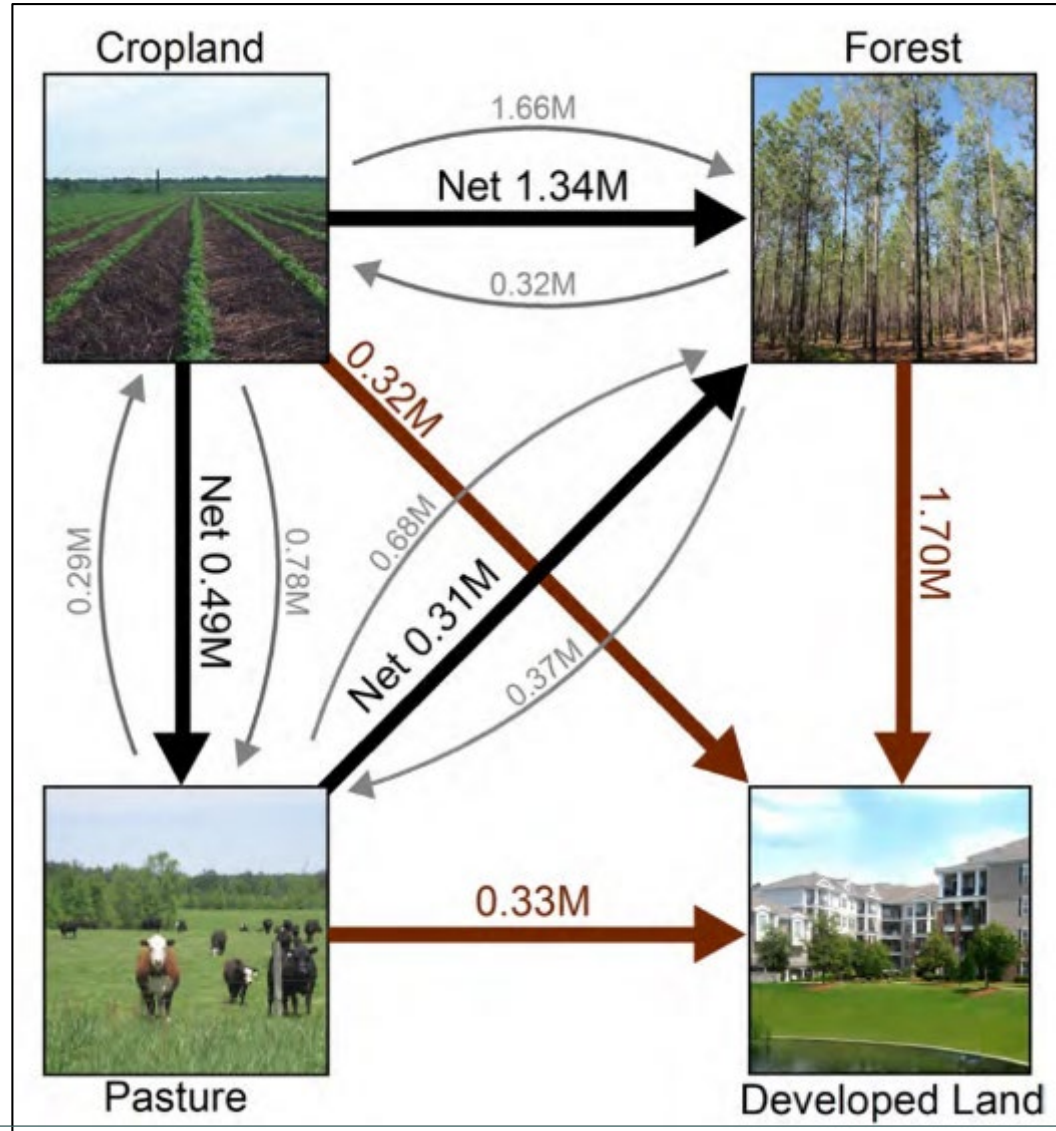 Cropland
Forest
1.66M
Net 1.34M
0.32M
0.32M
0.29M
Net 0.49M
0.78M
0.68M
Net 0.31M
0.37M
1.70M
0.33M
Pasture
Developed Land